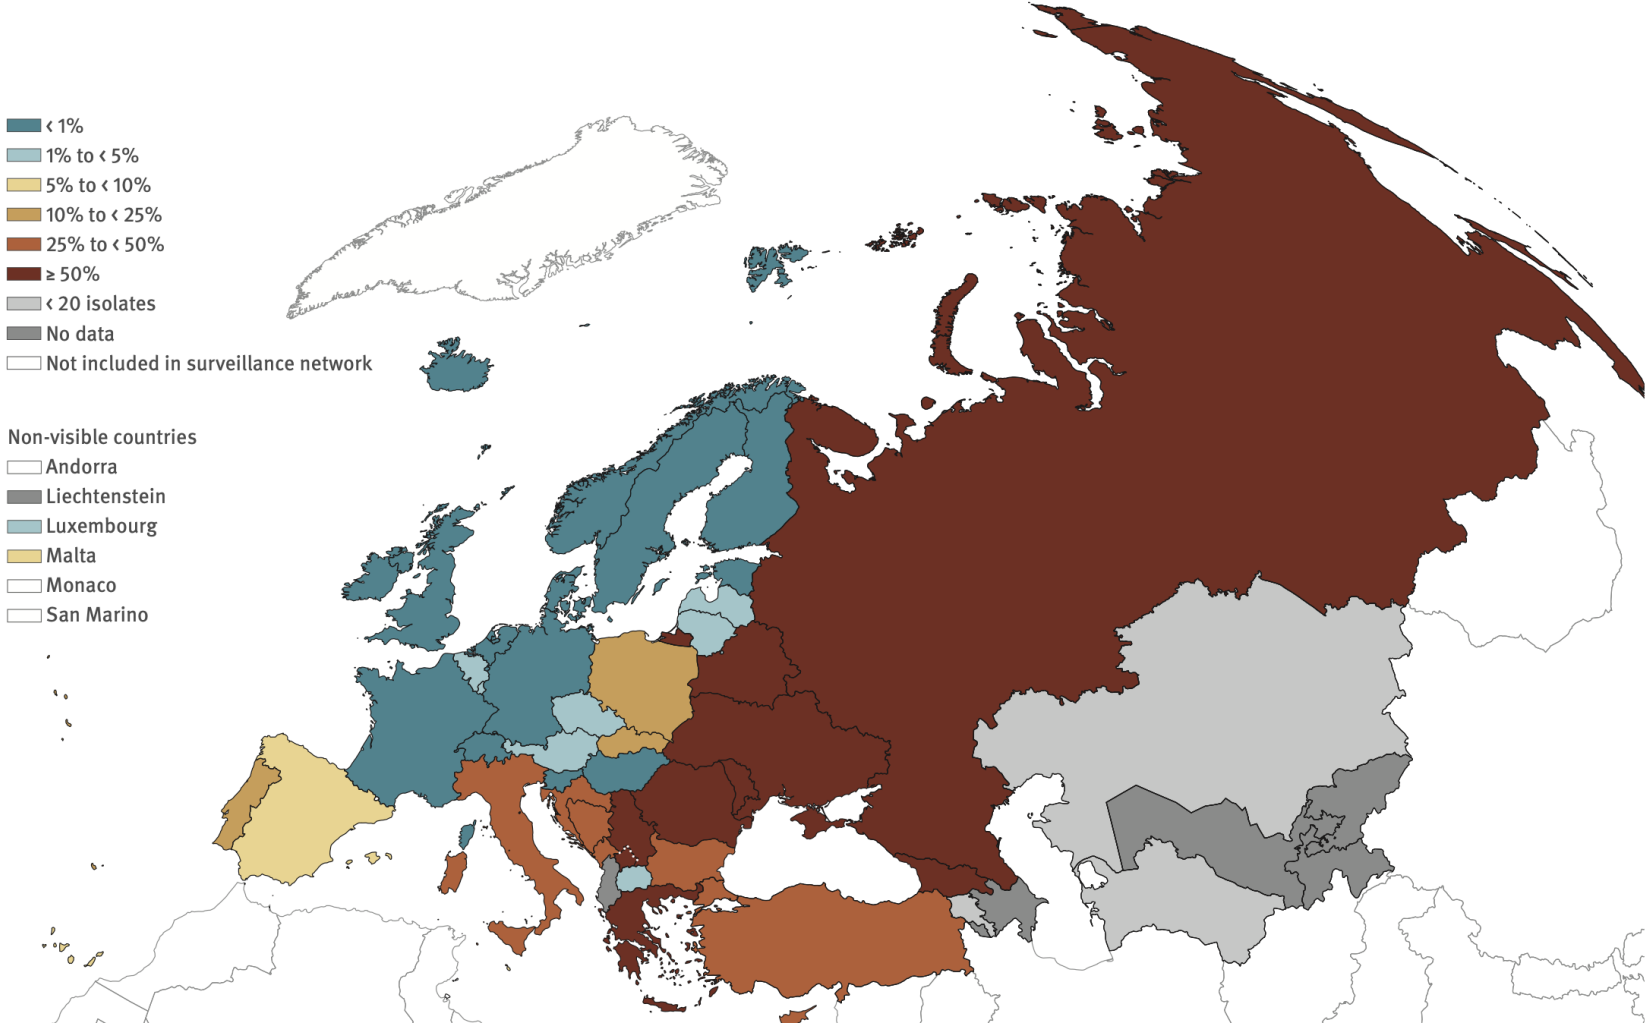 < 1%
1% to < 5%
5% to < 10%
10% to < 25%
25% to < 50%
≥ 50%
< 20 isolates
No data
Not included in surveillance network
Non-visible countries
Andorra
Liechtenstein
Luxembourg
Malta
Monaco
San Marino